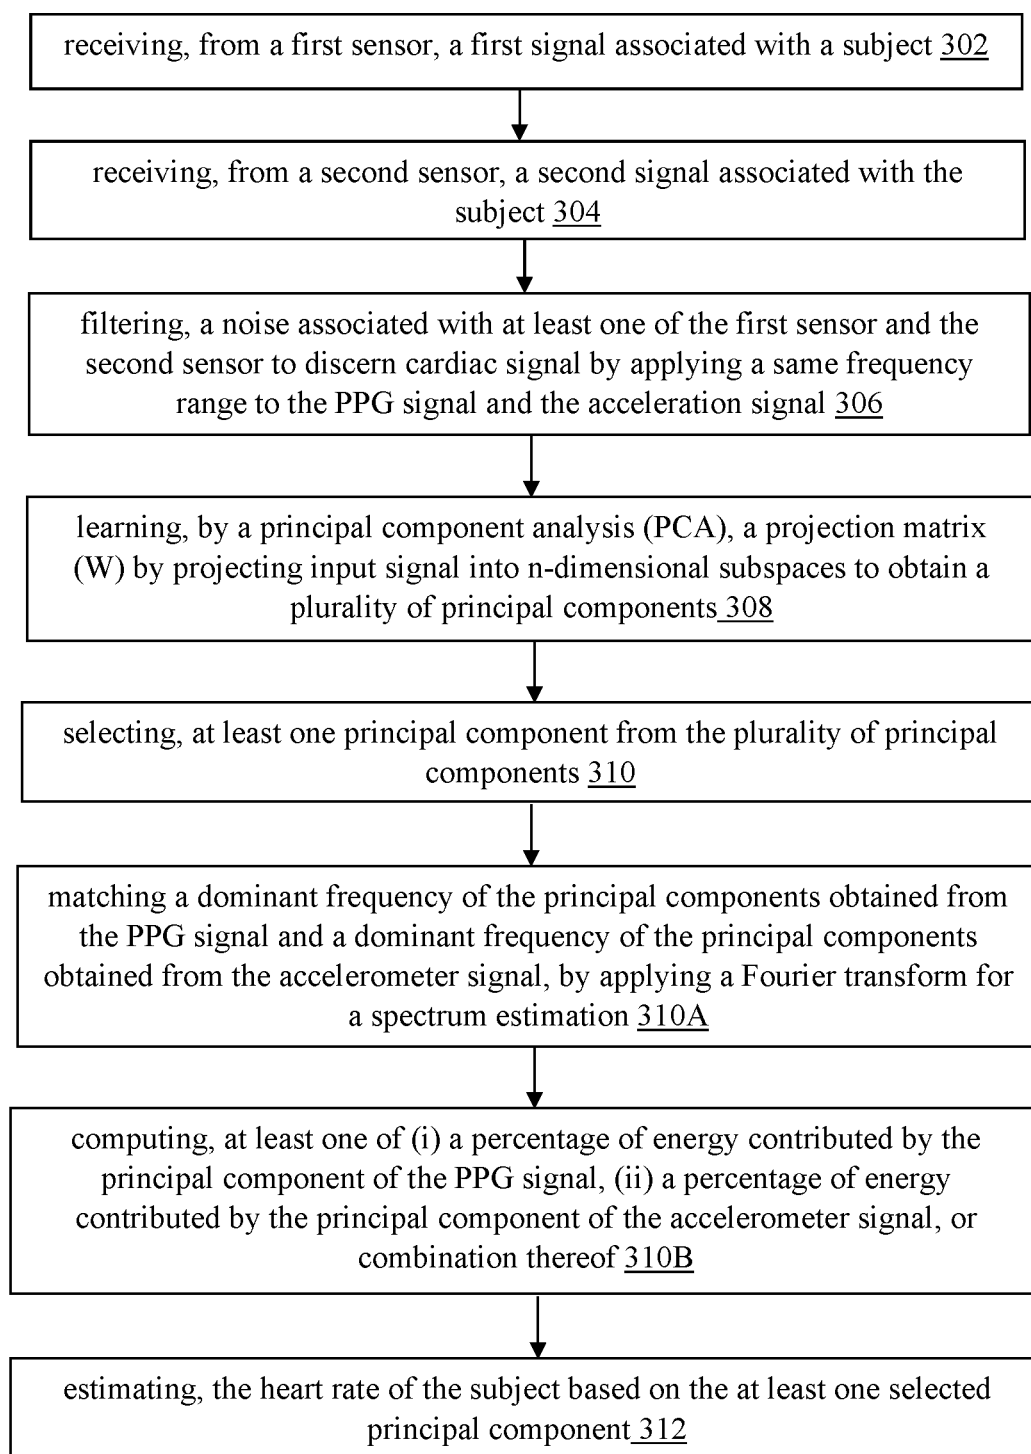 receiving, from a first sensor, a first signal associated with a subject 302
receiving, from a second sensor, a second signal associated with the
subject 304
filtering, a noise associated with at least one of the first sensor and the
second sensor to discern cardiac signal by applying a same frequency
range to the PPG signal and the acceleration signal 306
learning, by a principal component analysis (PCA), a projection matrix
(W) by projecting input signal into n-dimensional subspaces to obtain a
plurality of principal components 308
selecting, at least one principal component from the plurality of principal
components 310
matching a dominant frequency of the principal components obtained from
the PPG signal and a dominant frequency of the principal components
obtained from the accelerometer signal, by applying a Fourier transform for
a spectrum estimation 310A
computing, at least one of (i) a percentage of energy contributed by the
principal component of the PPG signal, (ii) a percentage of energy
contributed by the principal component of the accelerometer signal, or
combination thereof 310B
estimating, the heart rate of the subject based on the at least one selected
principal component 312